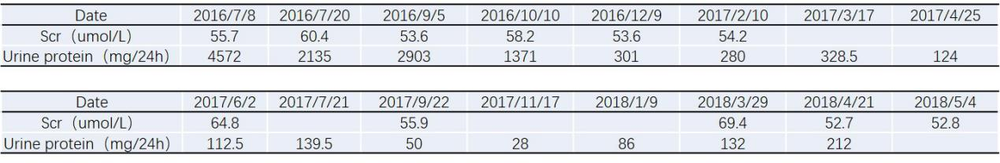 Date 2016/7/8 2016/7/20 2016/9/5 2016/10/10 2016/12/9 2017/2/10 2017/3/17 2017/4/25
Scr（umol/L） 55.7 60.4 53.6 58.2 53.6 54.2
Urine protein（mg/24h） 4572 2135 2903 1371 301 280 328.5 124
Date 2017/6/2 2017/7/21 2017/9/22 2017/11/17 2018/1/9 2018/3/29 2018/4/21 2018/5/4
Scr（umol/L） 64.8 55.9 69.4 52.7 52.8
Urine protein（mg/24h） 112.5 139.5 50 28 86 132 212